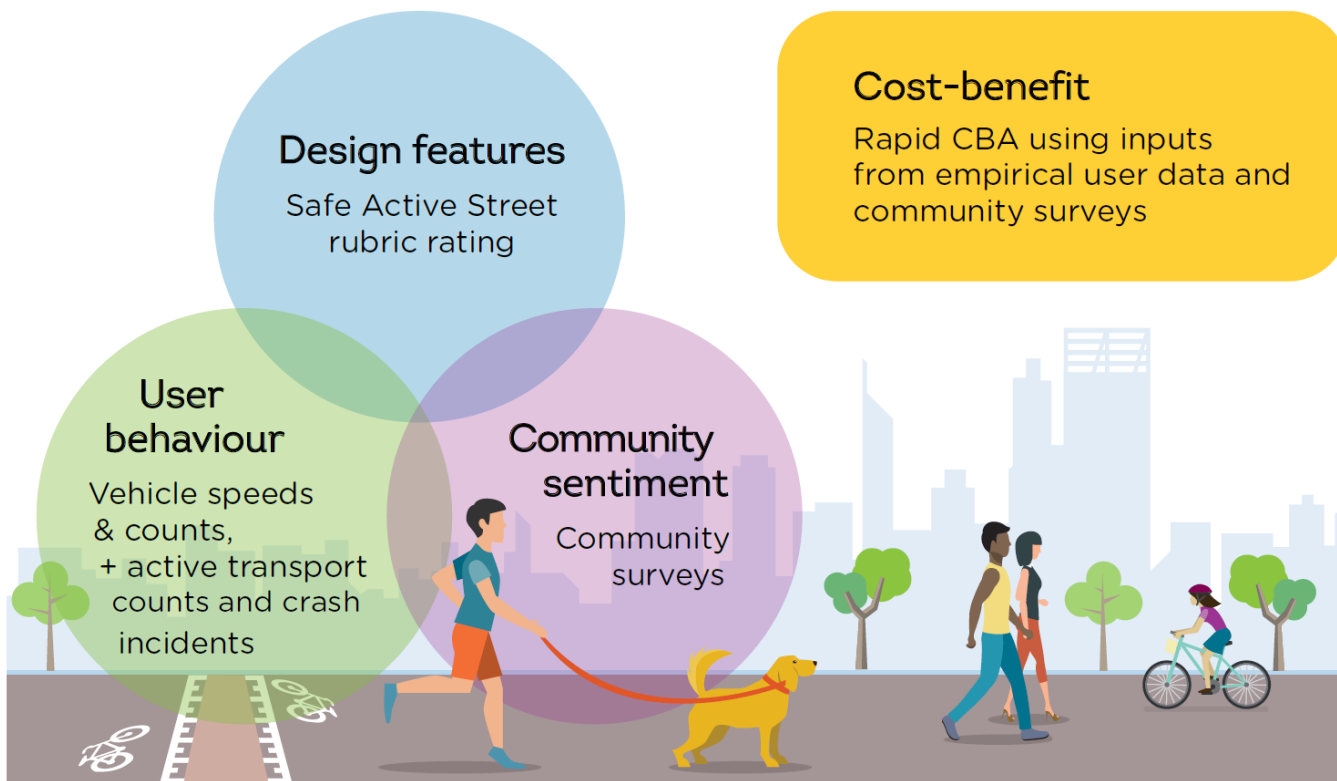 Design features
Safe Active Street
rubric rating
Cost-benefit
Rapid CBA using inputs
from empirical user data and
community surveys
User
behaviour
Vehicle speeds
& counts,
+ active transport
counts and crash
incidents
Community
sentiment
Community
surveys